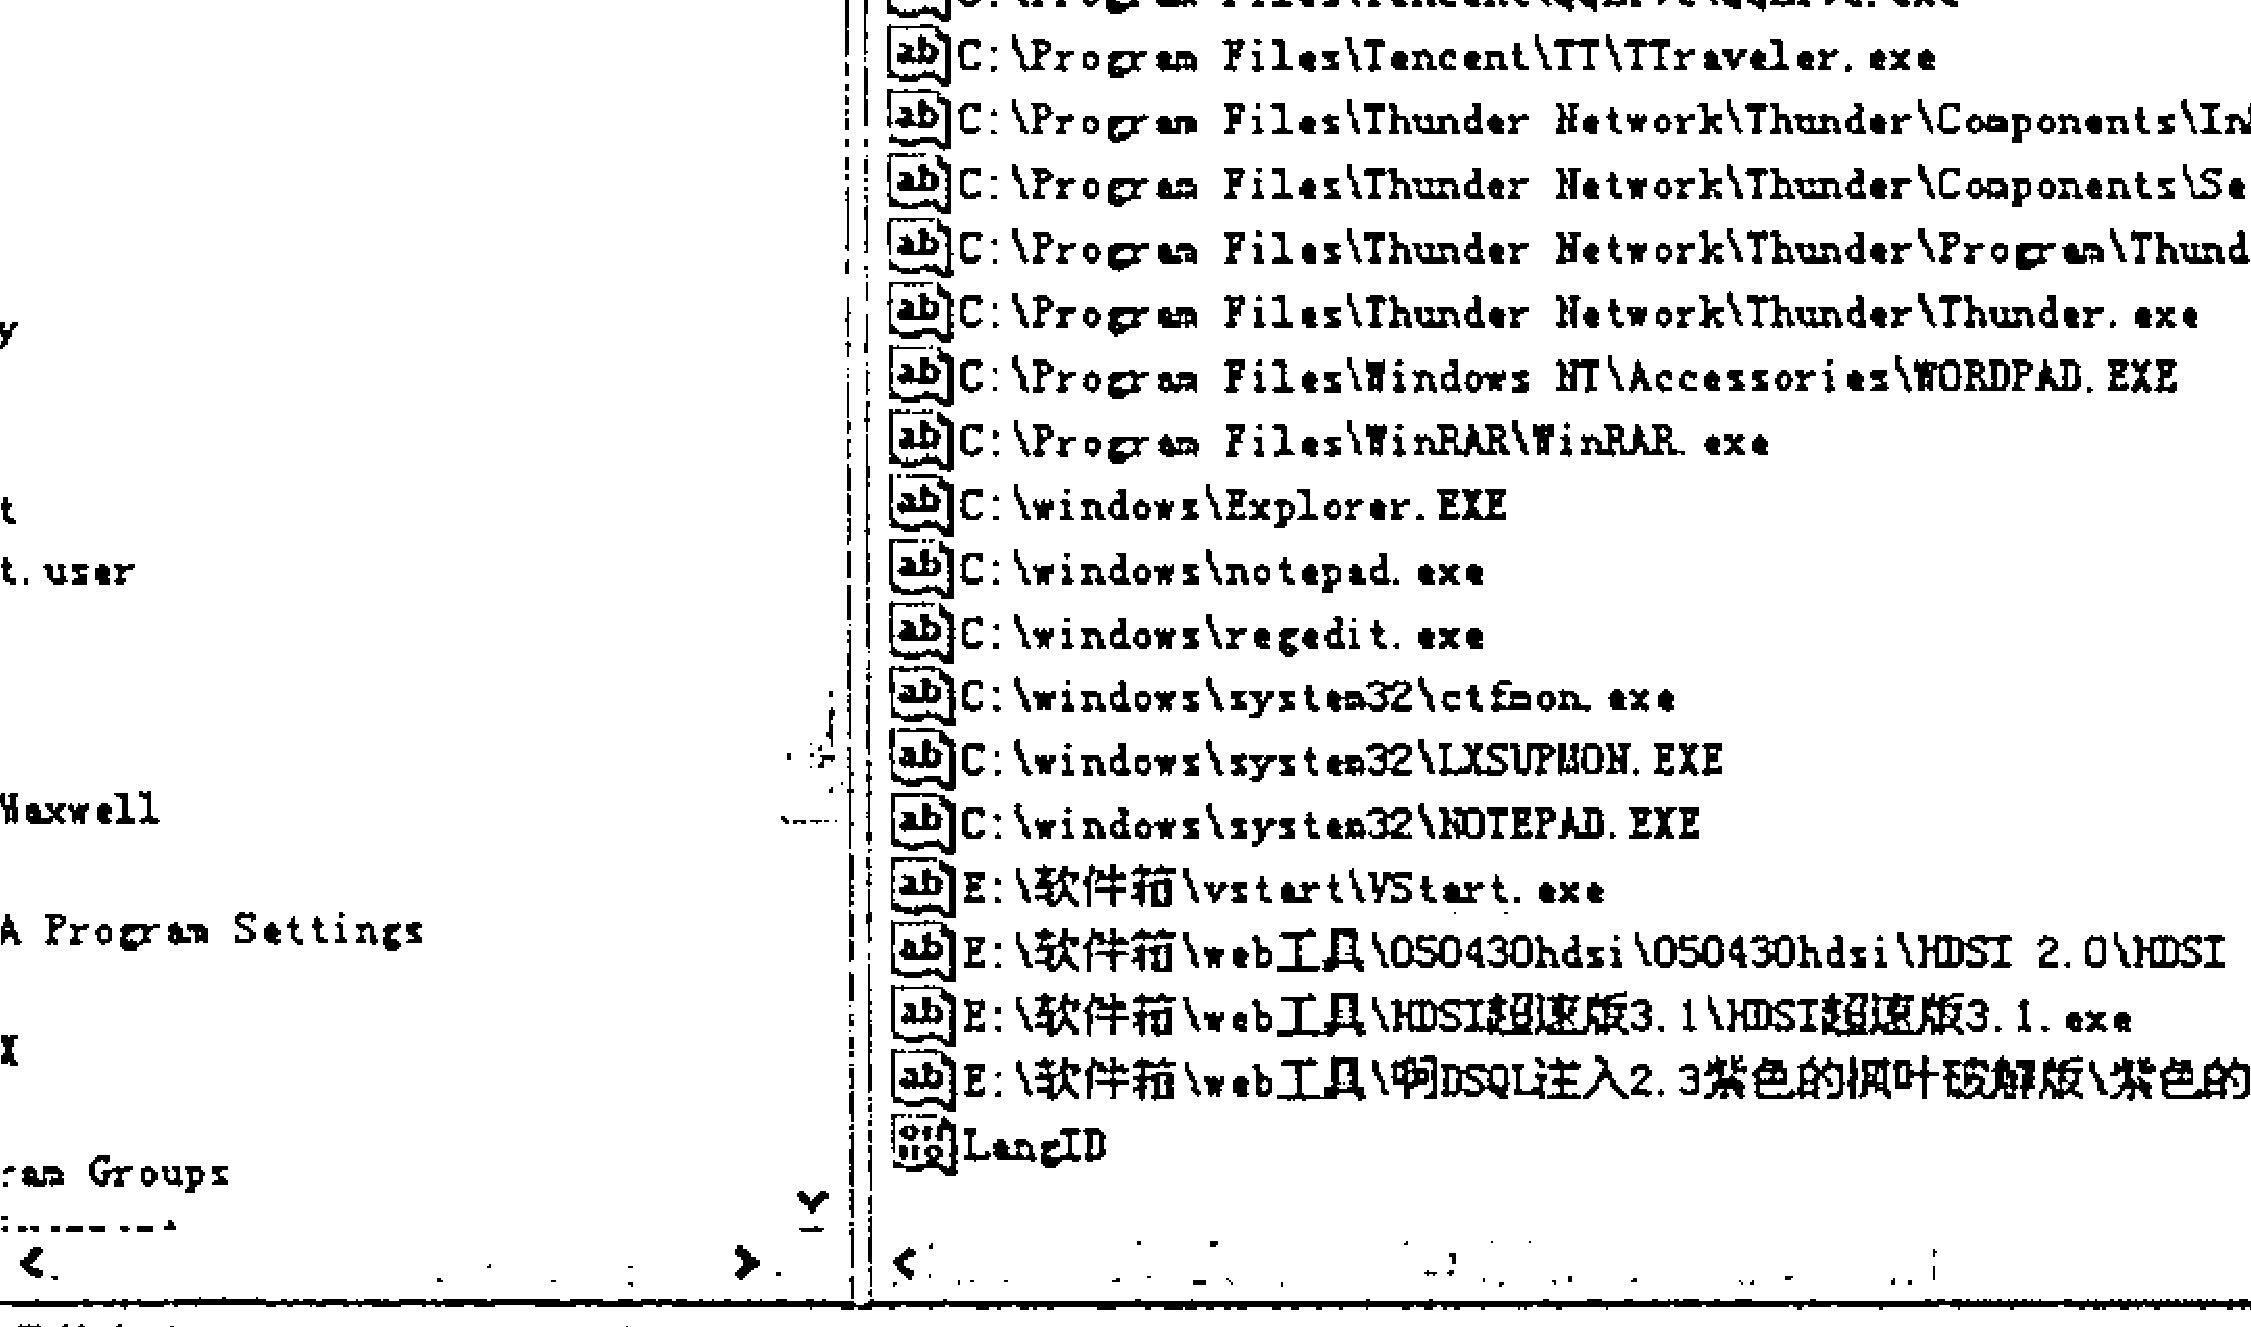 y
t
t.user
Maxwell
A Program Settings
X
ram Groups
C:\Program Files\Tencent\TT\TTraveler.exe
C:\Program Files\Thunder Network\Thunder\Components\In
C:\Program Files\Thunder Network\Thunder\Components\Se
C:\Program Files\Thunder Network\Thunder\Program\Thund
C:\Program Files\Thunder Network\Thunder\Thunder.exe
C:\Program Files\Windows NT\Accessories\WORDPAD.EXE
C:\Program Files\WinRAR\WinRAR.exe
C:\windows\Explorer.EXE
C:\windows\notepad.exe
C:\windows\regedit.exe
C:\windows\system32\ctfmon.exe
C:\windows\system32\LXSUPMON.EXE
C:\windows\system32\NOTEPAD.EXE
E:\软件箱\vstart\VStart.exe
E:\软件箱\web工具\050430hdsi\050430hdsi\HDSI 2.0\HDSI
E:\软件箱\web工具\HDSI超速版3.1\HDSI超速版3.1.exe
E:\软件箱\web工具\啊DSQL注入2.3紫色的枫叶破解版\紫色的
LangID